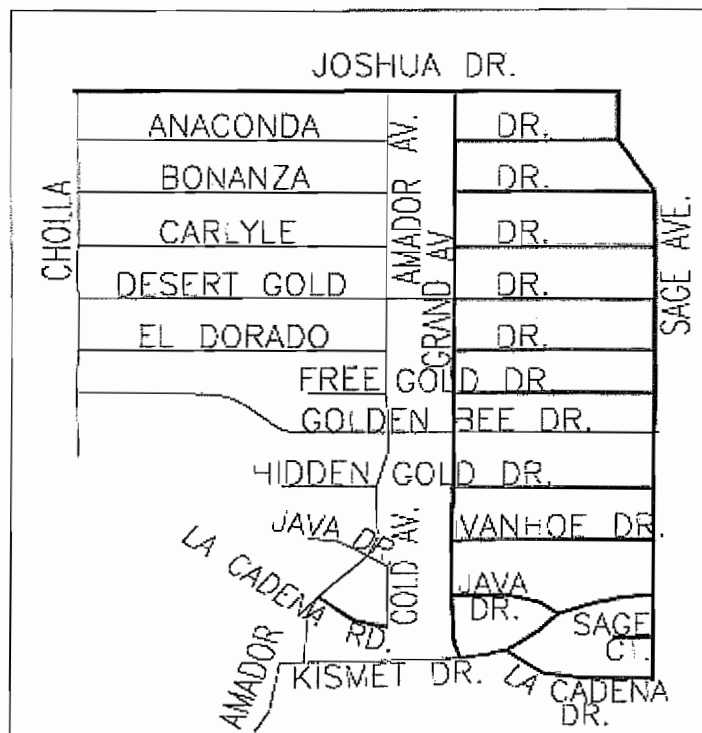 JOSHUA DR.
ANACONDA DR.
BONANZA DR.
CARLYLE DR.
DESERT GOLD DR.
EL DORADO DR.
CHOLLA
AMADOR AV.
GRAND AV
SAGE AVE.
FREE GOLD DR.
GOLDEN BEE DR.
HIDDEN GOLD DR.
JAVA DR.
IVANHOE DR.
LA CADENA RD.
GOLD AV.
JAVA DR.
SAGE CT.
AMADOR
KISMET DR.
LA CADENA DR.